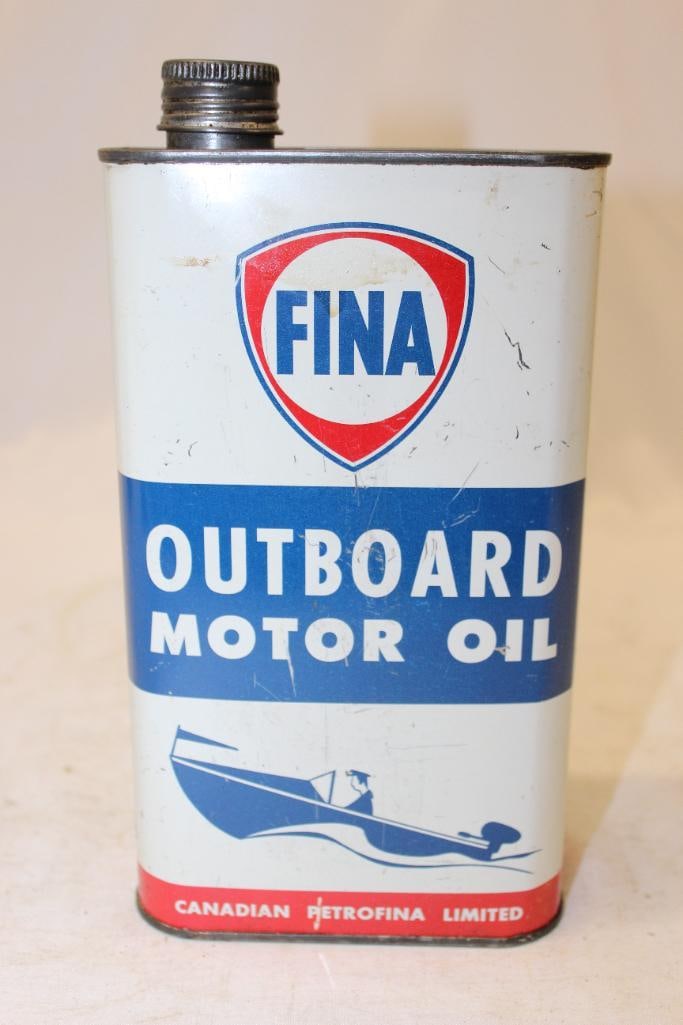 FINA
OUTBOARD
MOTOR OIL
CANADIAN PETROFINA LIMITED